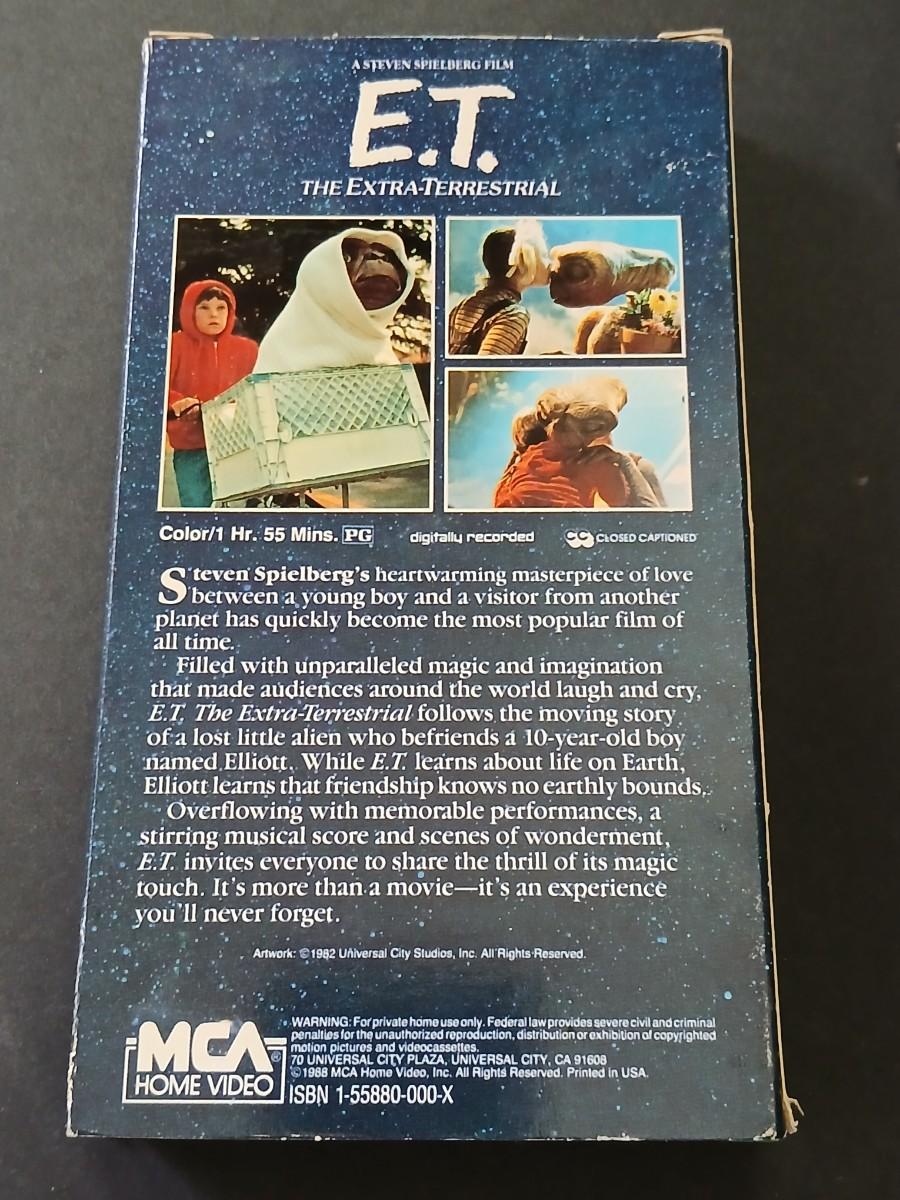 A STEVEN SPIELBERG FILM
E.T.
THE EXTRA-TERRESTRIAL
Color/1 Hr. 55 Mins. PG digitally recorded CC CLOSED CAPTIONED
Steven Spielberg's heartwarming masterpiece of love
between a young boy and a visitor from another
planet has quickly become the most popular film of
all time.
Filled with unparalleled magic and imagination
that made audiences around the world laugh and cry,
E.T. The Extra-Terrestrial follows the moving story
of a lost little alien who befriends a 10-year-old boy
named Elliott. While E.T. learns about life on Earth,
Elliott learns that friendship knows no earthly bounds.
Overflowing with memorable performances, a
stirring musical score and scenes of wonderment,
E.T. invites everyone to share the thrill of its magic
touch. It's more than a movie—it's an experience
you'll never forget.
Artwork: ©1982 Universal City Studios, Inc. All Rights Reserved.
MCA®
HOME VIDEO
WARNING: For private home use only. Federal law provides severe civil and criminal
penalties for the unauthorized reproduction, distribution or exhibition of copyrighted
motion pictures and videocassettes.
70 UNIVERSAL CITY PLAZA, UNIVERSAL CITY, CA 91608
©1988 MCA Home Video, Inc. All Rights Reserved. Printed in USA.
ISBN 1-55880-000-X